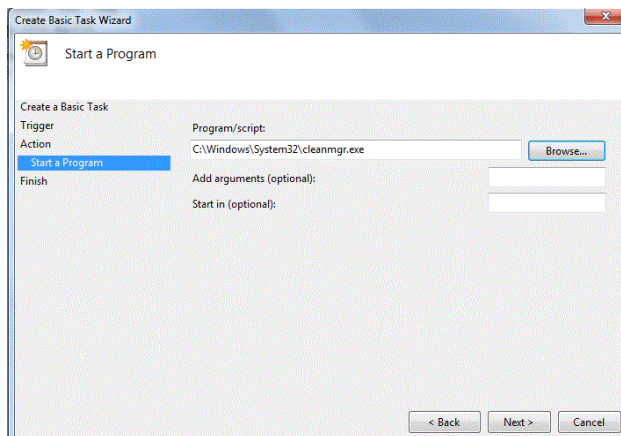 Create Basic Task Wizard
Start a Program
Create a Basic Task
Trigger
Action
Start a Program
Finish
Program/script:
C:\Windows\System32\cleanmgr.exe
Browse...
Add arguments (optional):
Start in (optional):
< Back
Next >
Cancel